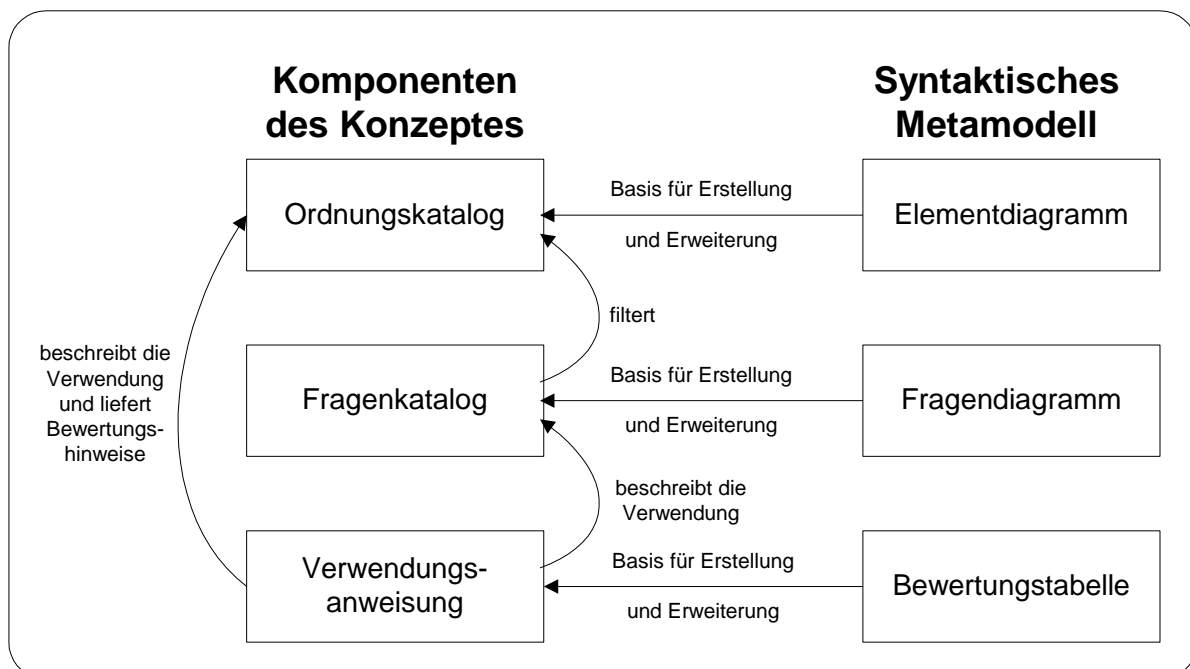 Komponenten
des Konzeptes
Syntaktisches
Metamodell
Ordnungskatalog
Basis für Erstellung
und Erweiterung
Elementdiagramm
filtert
beschreibt die
Verwendung
und liefert
Bewertungs-
hinweise
Fragenkatalog
Basis für Erstellung
und Erweiterung
Fragendiagramm
beschreibt die
Verwendung
Verwendungs-
anweisung
Basis für Erstellung
und Erweiterung
Bewertungstabelle